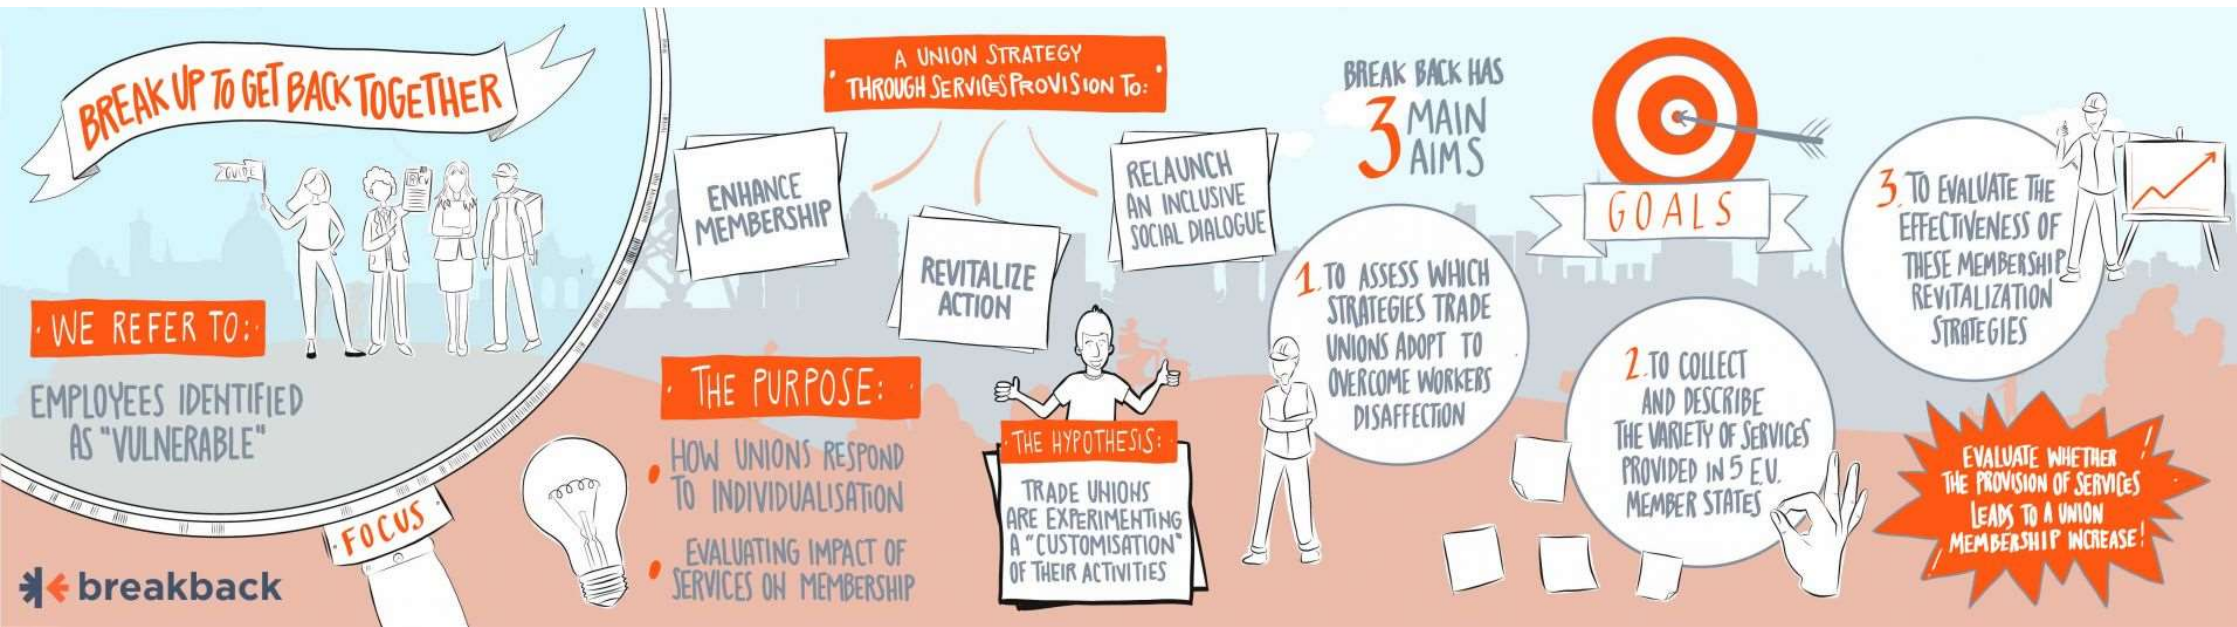 BREAK UP TO GET BACK TOGETHER
GUIDE
CV
· WE REFER TO: ·
EMPLOYEES IDENTIFIED
AS "VULNERABLE"
FOCUS
breakback
A UNION STRATEGY
THROUGH SERVICES PROVISION TO:
ENHANCE
MEMBERSHIP
REVITALIZE
ACTION
RELAUNCH
AN INCLUSIVE
SOCIAL DIALOGUE
· THE PURPOSE: ·
• HOW UNIONS RESPOND
TO INDIVIDUALISATION
• EVALUATING IMPACT OF
SERVICES ON MEMBERSHIP
· THE HYPOTHESIS: ·
TRADE UNIONS
ARE EXPERIMENTING
A "CUSTOMISATION"
OF THEIR ACTIVITIES
BREAK BACK HAS
3 MAIN
AIMS
GOALS
1. TO ASSESS WHICH
STRATEGIES TRADE
UNIONS ADOPT TO
OVERCOME WORKERS
DISAFFECTION
2. TO COLLECT
AND DESCRIBE
THE VARIETY OF SERVICES
PROVIDED IN 5 E.U.
MEMBER STATES
3. TO EVALUATE THE
EFFECTIVENESS OF
THESE MEMBERSHIP
REVITALIZATION
STRATEGIES
EVALUATE WHETHER
THE PROVISION OF SERVICES
LEADS TO A UNION
MEMBERSHIP INCREASE!